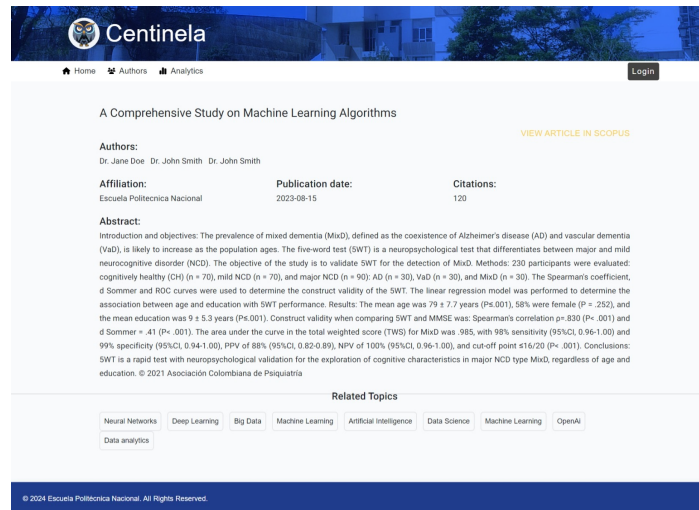 Centinela
Home Authors Analytics Login
A Comprehensive Study on Machine Learning Algorithms
VIEW ARTICLE IN SCOPUS
Authors:
Dr. Jane Doe Dr. John Smith Dr. John Smith
Affiliation: Publication date: Citations:
Escuela Politecnica Nacional 2023-08-15 120
Abstract:
Introduction and objectives: The prevalence of mixed dementia (MixD), defined as the coexistence of Alzheimer's disease (AD) and vascular dementia
(VaD), is likely to increase as the population ages. The five-word test (5WT) is a neuropsychological test that differentiates between major and mild
neurocognitive disorder (NCD). The objective of the study is to validate 5WT for the detection of MixD. Methods: 230 participants were evaluated:
cognitively healthy (CH) (n = 70), mild NCD (n = 70), and major NCD (n = 90): AD (n = 30), VaD (n = 30), and MixD (n = 30). The Spearman's coefficient,
d Sommer and ROC curves were used to determine the construct validity of the 5WT. The linear regression model was performed to determine the
association between age and education with 5WT performance. Results: The mean age was 79 ± 7.7 years (P≤.001), 58% were female (P = .252), and
the mean education was 9 ± 5.3 years (P≤.001). Construct validity when comparing 5WT and MMSE was: Spearman's correlation ρ=.830 (P< .001) and
d Sommer = .41 (P< .001). The area under the curve in the total weighted score (TWS) for MixD was .985, with 98% sensitivity (95%CI, 0.96-1.00) and
99% specificity (95%CI, 0.94-1.00), PPV of 88% (95%CI, 0.82-0.89), NPV of 100% (95%CI, 0.96-1.00), and cut-off point ≤16/20 (P< .001). Conclusions:
5WT is a rapid test with neuropsychological validation for the exploration of cognitive characteristics in major NCD type MixD, regardless of age and
education. © 2021 Asociación Colombiana de Psiquiatría
Related Topics
Neural Networks Deep Learning Big Data Machine Learning Artificial Intelligence Data Science Machine Learning OpenAi
Data analytics
© 2024 Escuela Politécnica Nacional. All Rights Reserved.